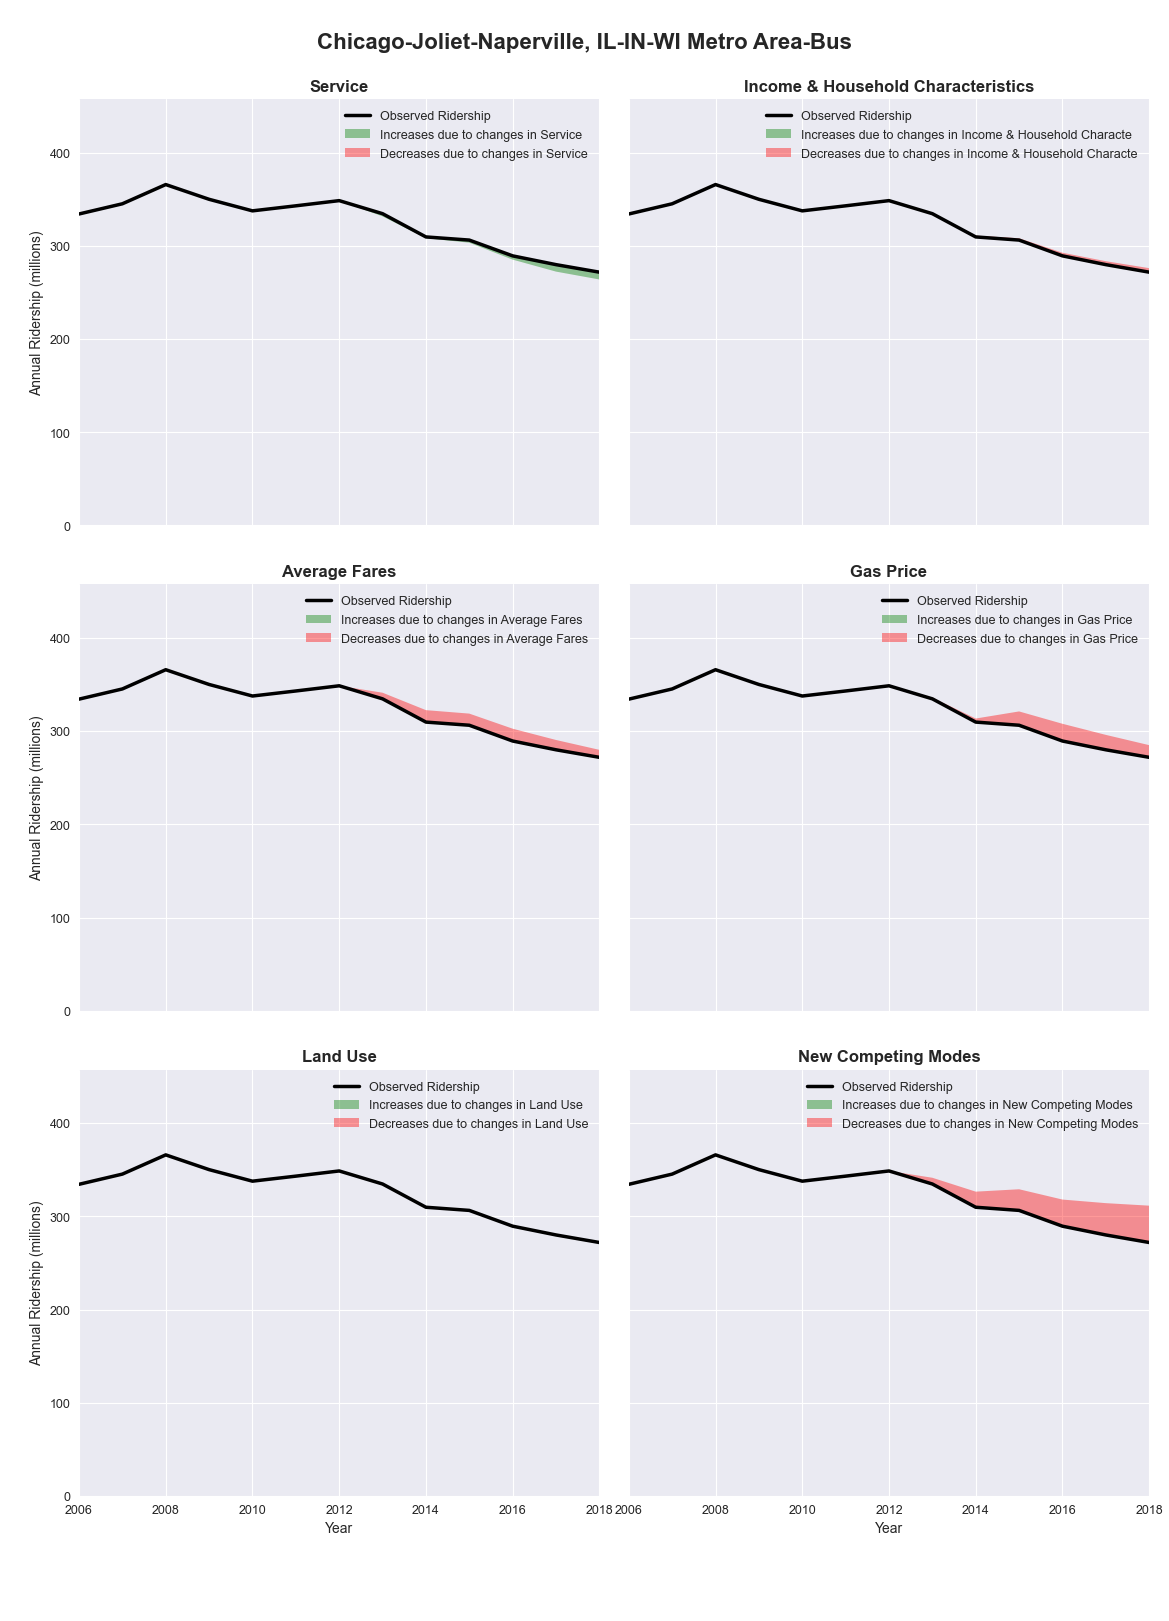 Chicago-Joliet-Naperville, IL-IN-WI Metro Area-Bus
Service
Observed Ridership
Increases due to changes in Service
Decreases due to changes in Service
400
300
200
100
0
Annual Ridership (millions)
Income & Household Characteristics
Observed Ridership
Increases due to changes in Income & Household Characte
Decreases due to changes in Income & Household Characte
Average Fares
Observed Ridership
Increases due to changes in Average Fares
Decreases due to changes in Average Fares
400
300
200
100
0
Annual Ridership (millions)
Gas Price
Observed Ridership
Increases due to changes in Gas Price
Decreases due to changes in Gas Price
Land Use
Observed Ridership
Increases due to changes in Land Use
Decreases due to changes in Land Use
400
300
200
100
0
Annual Ridership (millions)
2006 2008 2010 2012 2014 2016 2018
Year
New Competing Modes
Observed Ridership
Increases due to changes in New Competing Modes
Decreases due to changes in New Competing Modes
2006 2008 2010 2012 2014 2016 2018
Year